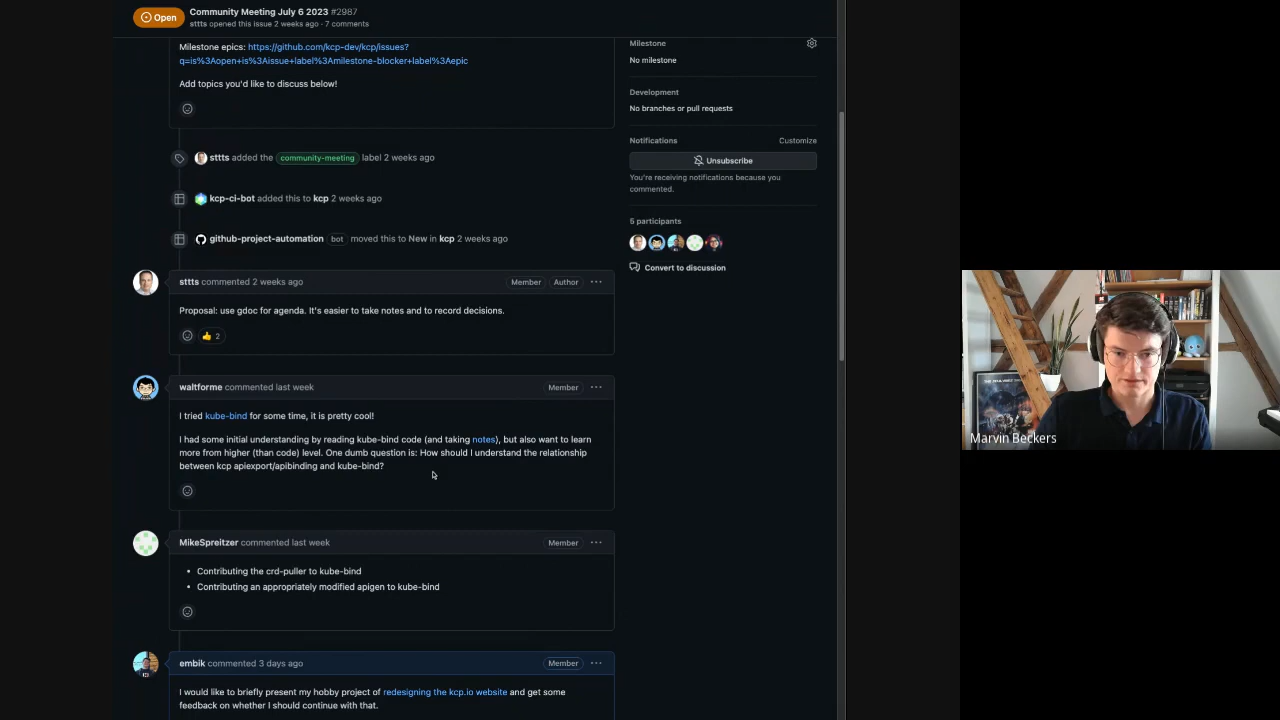 Open
Community Meeting July 6 2023 #2987
sttts opened this issue 2 weeks ago · 7 comments
Milestone epics: https://github.com/kcp-dev/kcp/issues?
q=is%3Aopen+is%3Aissue+label%3Amilestone-blocker+label%3Aepic
Add topics you'd like to discuss below!
sttts added the community-meeting label 2 weeks ago
kcp-ci-bot added this to kcp 2 weeks ago
github-project-automation bot moved this to New in kcp 2 weeks ago
sttts commented 2 weeks ago Member Author
Proposal: use gdoc for agenda. It's easier to take notes and to record decisions.
2
waltforme commented last week Member
I tried kube-bind for some time, it is pretty cool!
I had some initial understanding by reading kube-bind code (and taking notes), but also want to learn
more from higher (than code) level. One dumb question is: How should I understand the relationship
between kcp apiexport/apibinding and kube-bind?
MikeSpreitzer commented last week Member
• Contributing the crd-puller to kube-bind
• Contributing an appropriately modified apigen to kube-bind
embik commented 3 days ago Member
I would like to briefly present my hobby project of redesigning the kcp.io website and get some
feedback on whether I should continue with that.
Milestone
No milestone
Development
No branches or pull requests
Notifications Customize
Unsubscribe
You're receiving notifications because you
commented.
5 participants
Convert to discussion
Marvin Beckers